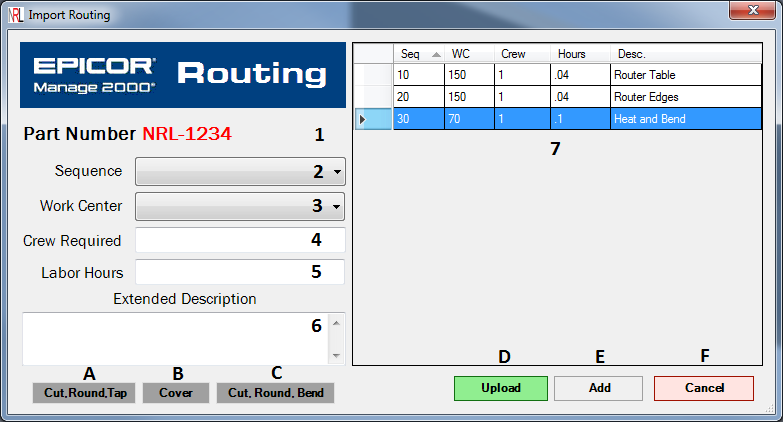 NRL Import Routing
EPICOR® Routing
Manage 2000®
Part Number NRL-1234 1
Sequence 2
Work Center 3
Crew Required 4
Labor Hours 5
Extended Description
6
A B C
Cut,Round,Tap Cover Cut, Round, Bend
Seq WC Crew Hours Desc.
10 150 1 .04 Router Table
20 150 1 .04 Router Edges
30 70 1 .1 Heat and Bend
7
D E F
Upload Add Cancel